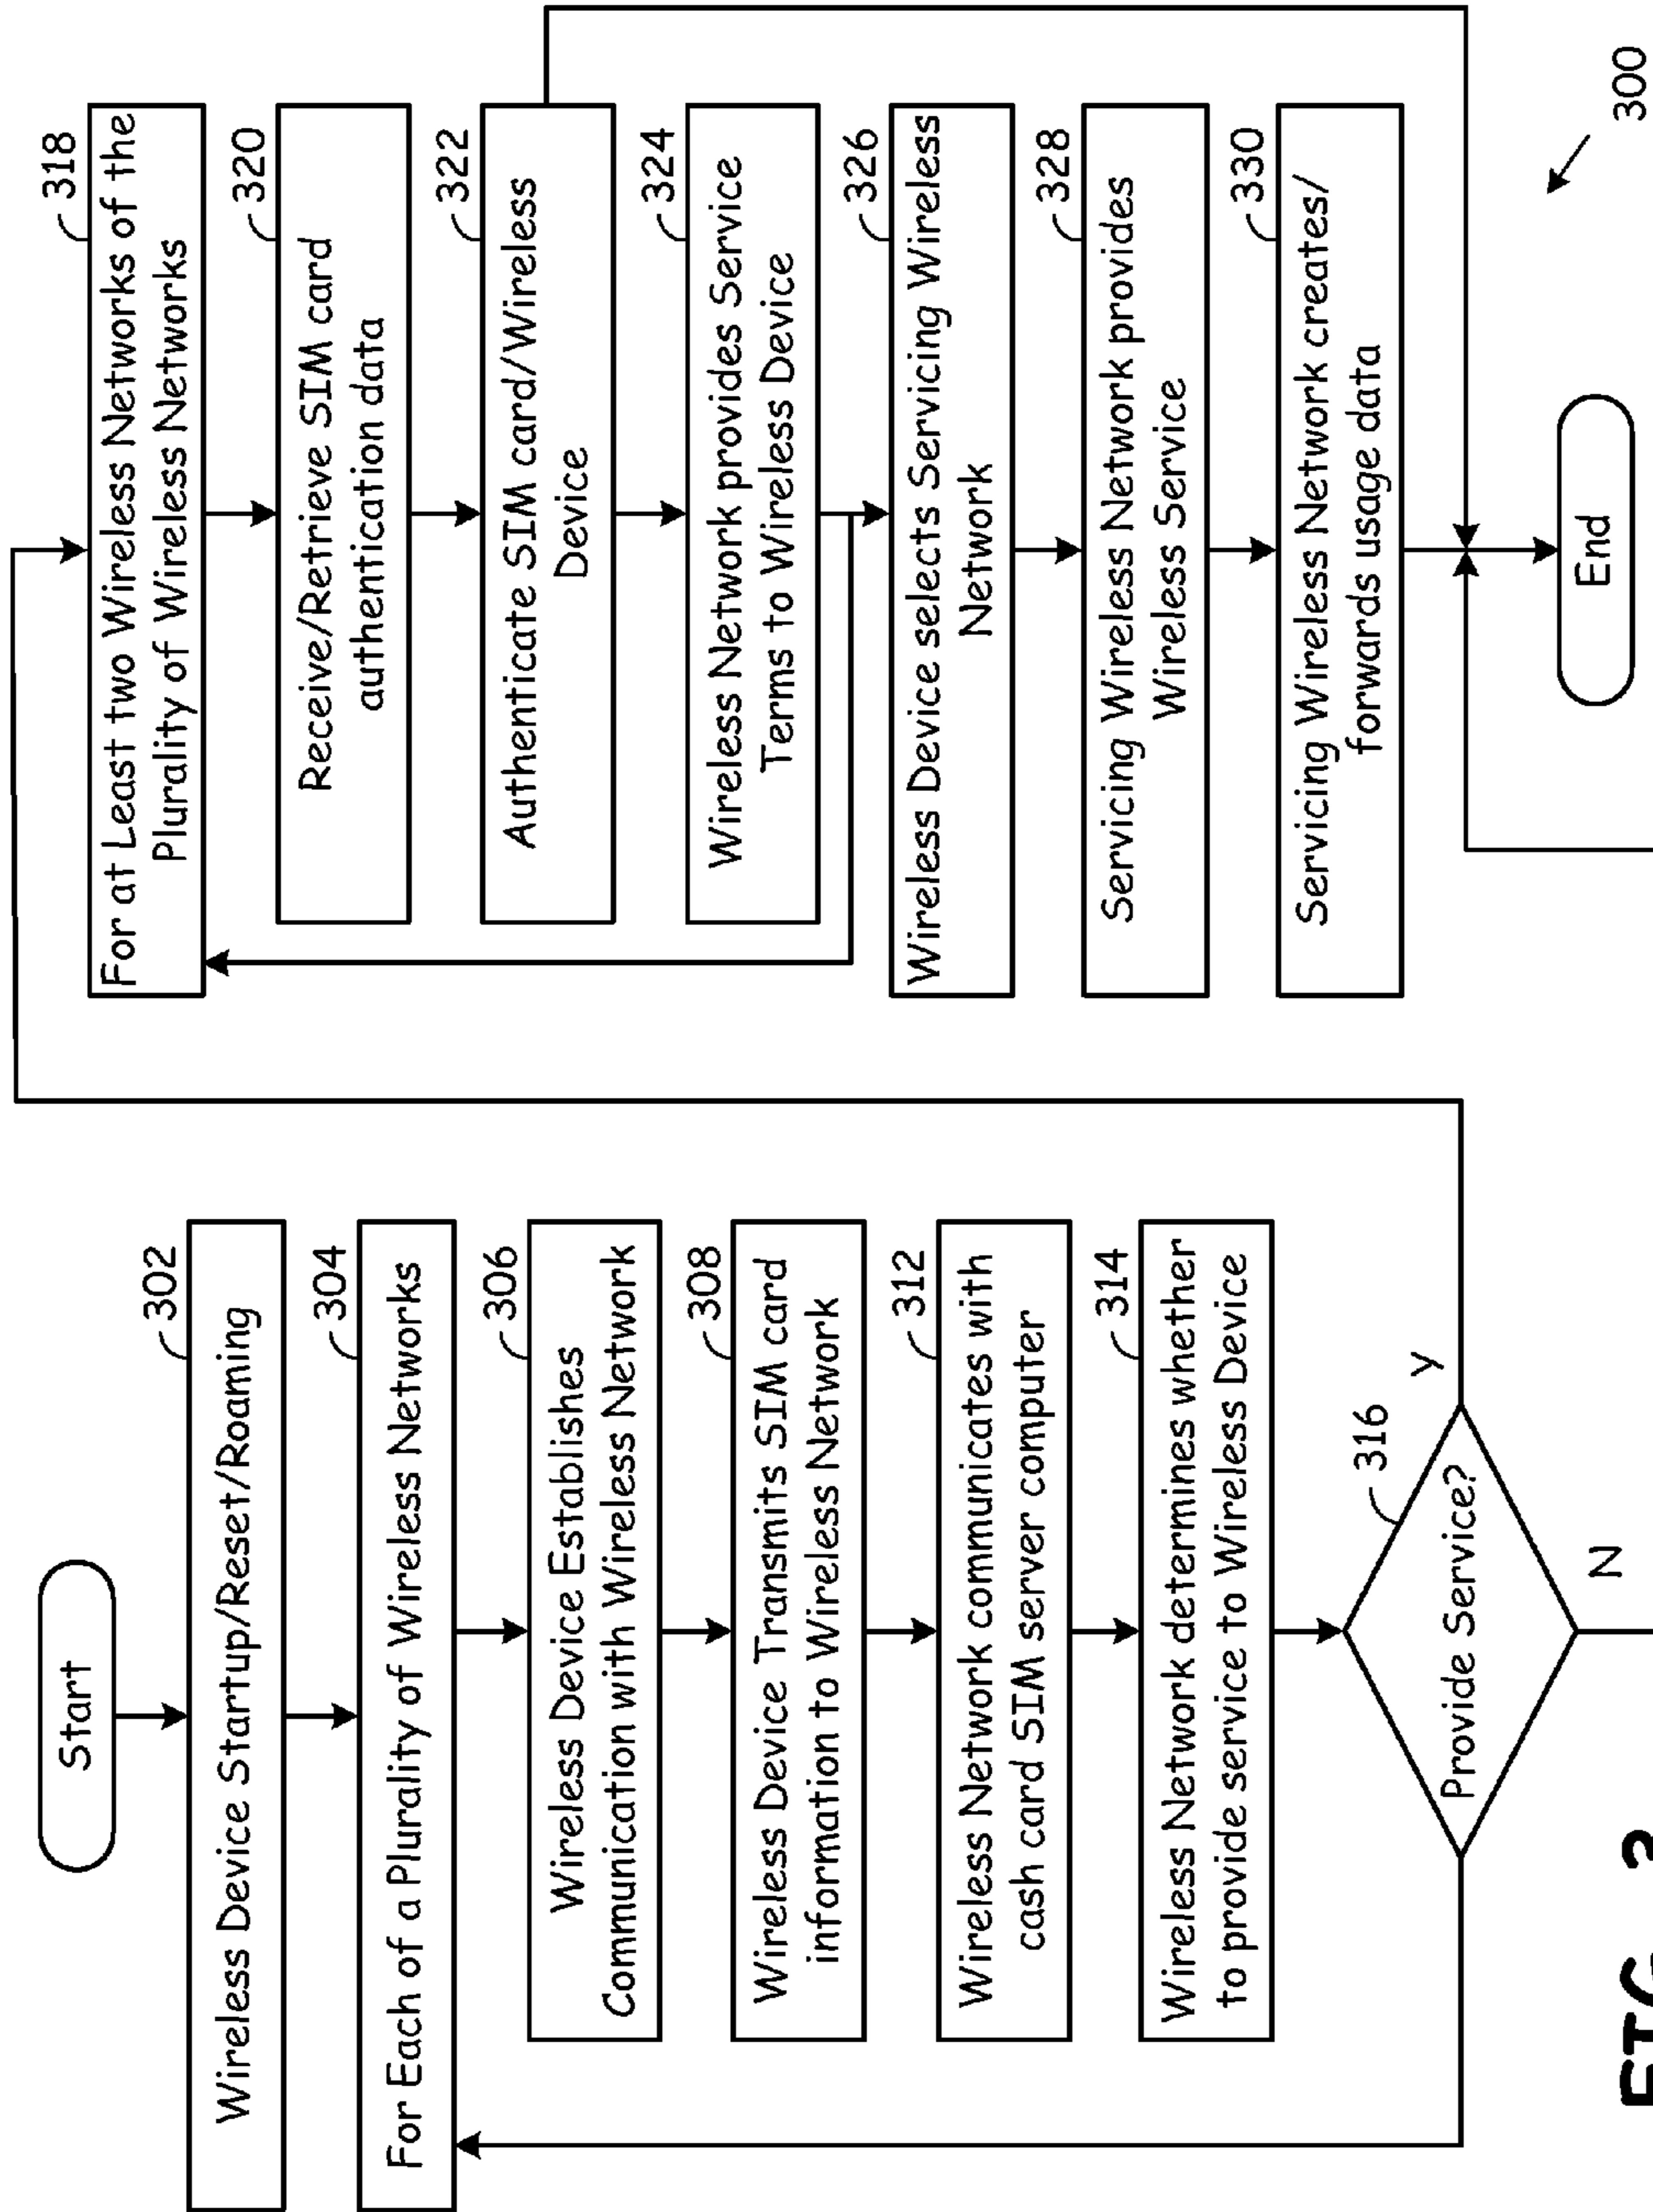 Start
302
Wireless Device Startup/Reset/Roaming
304
For Each of a Plurality of Wireless Networks
306
Wireless Device Establishes
Communication with Wireless Network
308
Wireless Device Transmits SIM card
information to Wireless Network
312
Wireless Network communicates with
cash card SIM server computer
314
Wireless Network determines whether
to provide service to Wireless Device
316
Provide Service?
Y
N
318
For at Least two Wireless Networks of the
Plurality of Wireless Networks
320
Receive/Retrieve SIM card
authentication data
322
Authenticate SIM card/Wireless
Device
324
Wireless Network provides Service
Terms to Wireless Device
326
Wireless Device selects Servicing Wireless
Network
328
Servicing Wireless Network provides
Wireless Service
330
Servicing Wireless Network creates/
forwards usage data
End
300